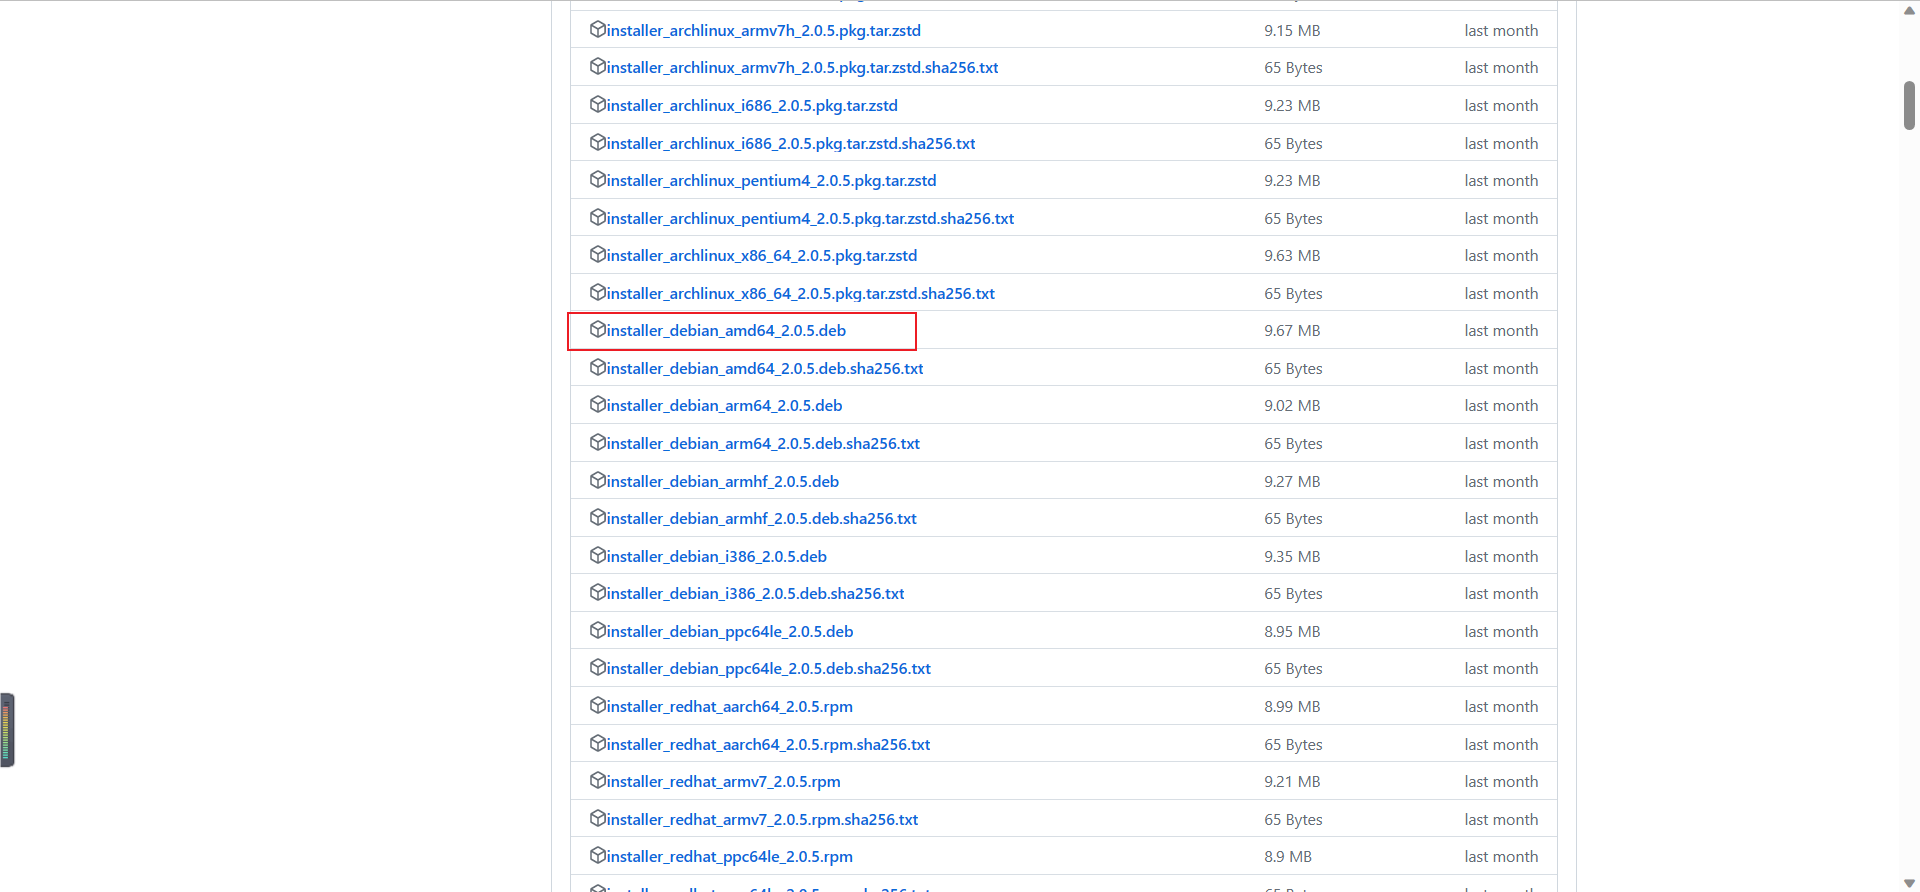 installer_archlinux_armv7h_2.0.5.pkg.tar.zstd 9.15 MB last month
installer_archlinux_armv7h_2.0.5.pkg.tar.zstd.sha256.txt 65 Bytes last month
installer_archlinux_i686_2.0.5.pkg.tar.zstd 9.23 MB last month
installer_archlinux_i686_2.0.5.pkg.tar.zstd.sha256.txt 65 Bytes last month
installer_archlinux_pentium4_2.0.5.pkg.tar.zstd 9.23 MB last month
installer_archlinux_pentium4_2.0.5.pkg.tar.zstd.sha256.txt 65 Bytes last month
installer_archlinux_x86_64_2.0.5.pkg.tar.zstd 9.63 MB last month
installer_archlinux_x86_64_2.0.5.pkg.tar.zstd.sha256.txt 65 Bytes last month
installer_debian_amd64_2.0.5.deb 9.67 MB last month
installer_debian_amd64_2.0.5.deb.sha256.txt 65 Bytes last month
installer_debian_arm64_2.0.5.deb 9.02 MB last month
installer_debian_arm64_2.0.5.deb.sha256.txt 65 Bytes last month
installer_debian_armhf_2.0.5.deb 9.27 MB last month
installer_debian_armhf_2.0.5.deb.sha256.txt 65 Bytes last month
installer_debian_i386_2.0.5.deb 9.35 MB last month
installer_debian_i386_2.0.5.deb.sha256.txt 65 Bytes last month
installer_debian_ppc64le_2.0.5.deb 8.95 MB last month
installer_debian_ppc64le_2.0.5.deb.sha256.txt 65 Bytes last month
installer_redhat_aarch64_2.0.5.rpm 8.99 MB last month
installer_redhat_aarch64_2.0.5.rpm.sha256.txt 65 Bytes last month
installer_redhat_armv7_2.0.5.rpm 9.21 MB last month
installer_redhat_armv7_2.0.5.rpm.sha256.txt 65 Bytes last month
installer_redhat_ppc64le_2.0.5.rpm 8.9 MB last month